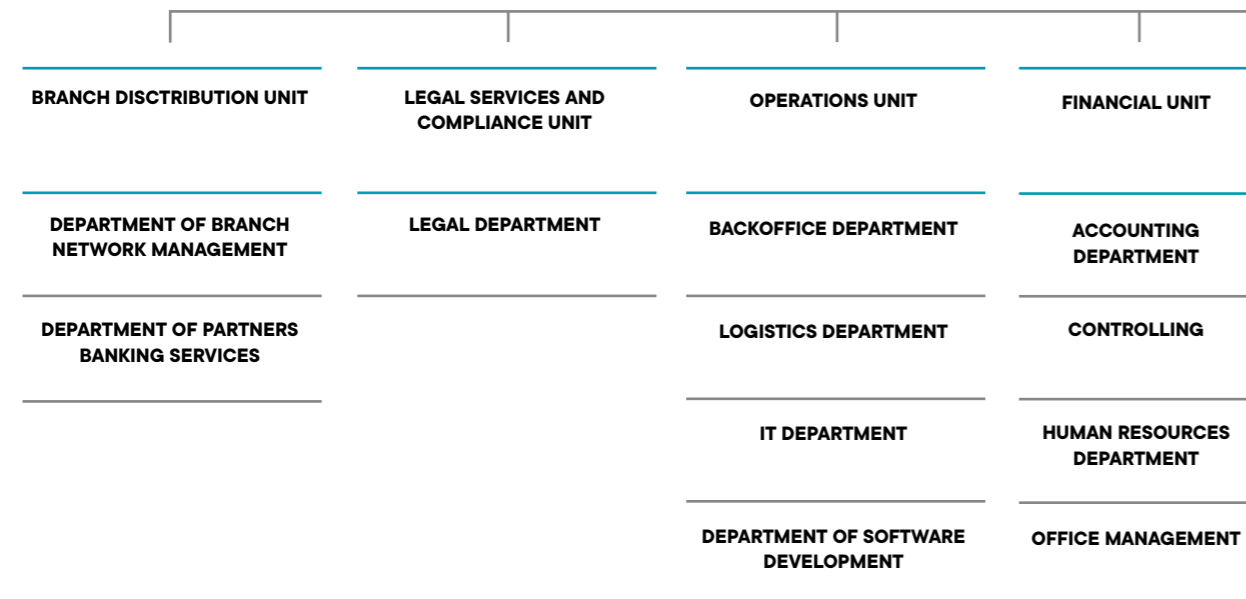 BRANCH DISCTRIBUTION UNIT
DEPARTMENT OF BRANCH
NETWORK MANAGEMENT
DEPARTMENT OF PARTNERS
BANKING SERVICES
LEGAL SERVICES AND
COMPLIANCE UNIT
LEGAL DEPARTMENT
OPERATIONS UNIT
BACKOFFICE DEPARTMENT
LOGISTICS DEPARTMENT
IT DEPARTMENT
DEPARTMENT OF SOFTWARE
DEVELOPMENT
FINANCIAL UNIT
ACCOUNTING
DEPARTMENT
CONTROLLING
HUMAN RESOURCES
DEPARTMENT
OFFICE MANAGEMENT